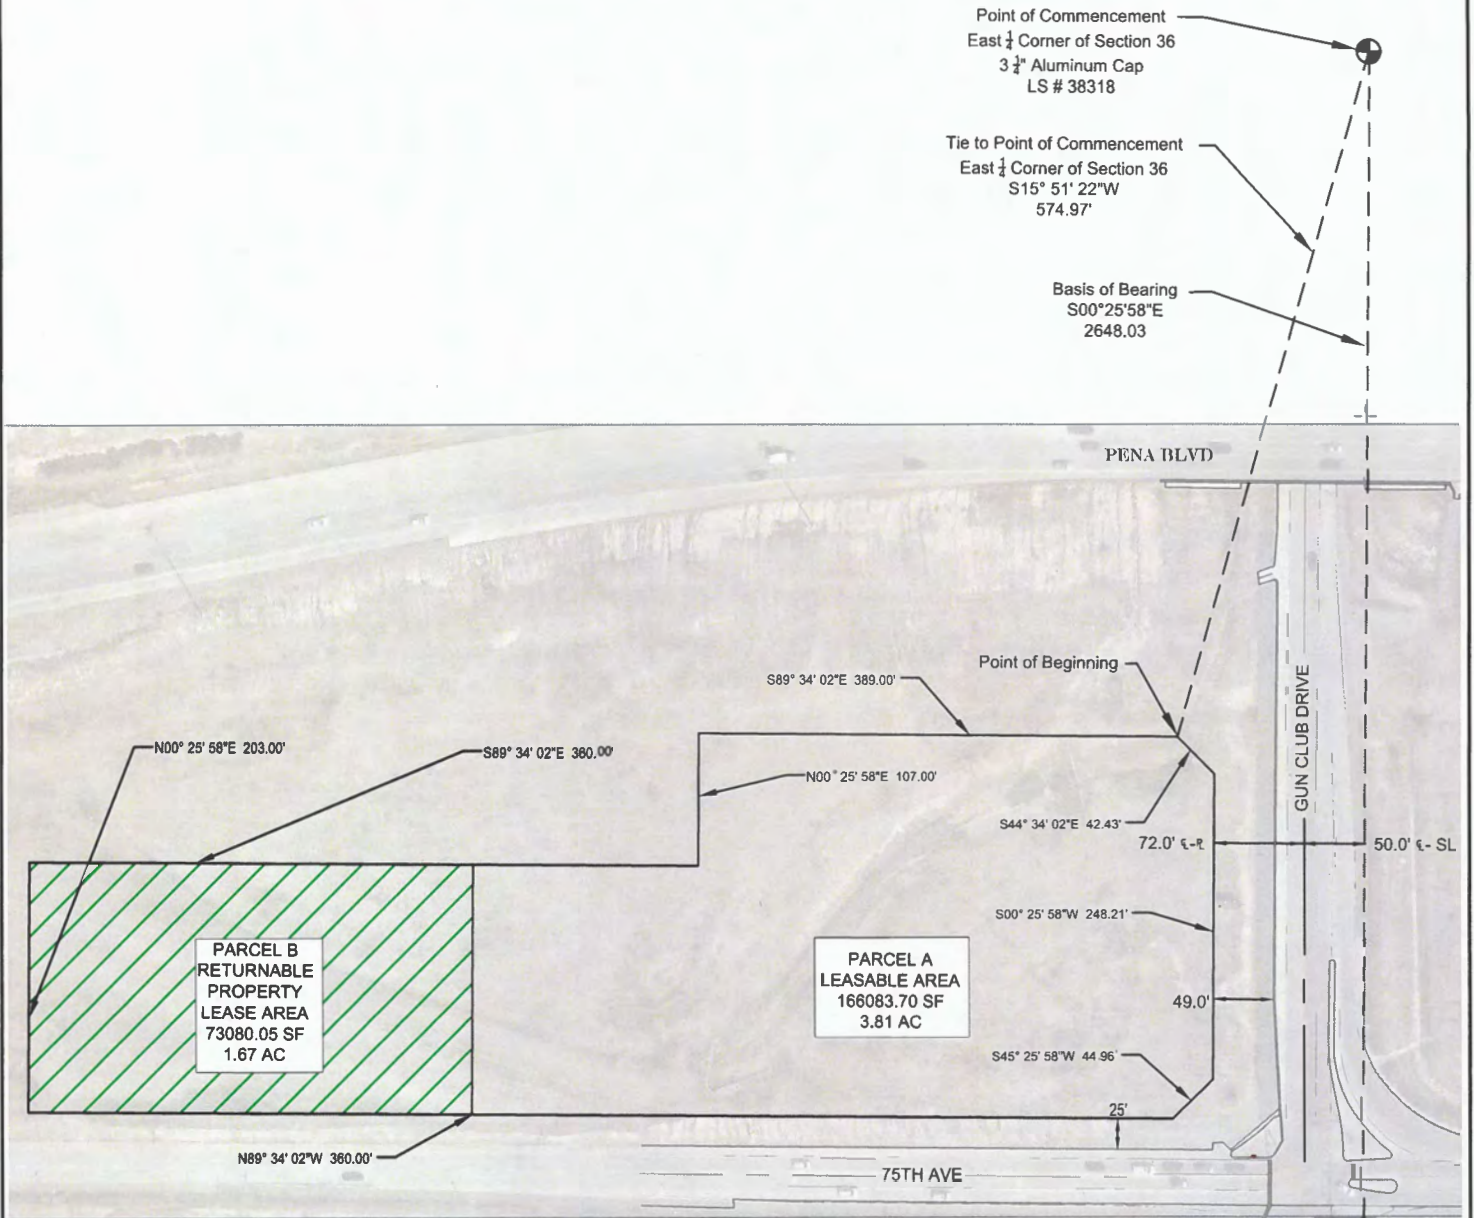 Point of Commencement
East 1/4 Corner of Section 36
3 1/4" Aluminum Cap
LS # 38318
Tie to Point of Commencement
East 1/4 Corner of Section 36
S15° 51' 22"W
574.97'
Basis of Bearing
S00°25'58"E
2648.03
PENA BLVD
Point of Beginning
S89° 34' 02"E 389.00'
N00° 25' 58"E 203.00'
S89° 34' 02"E 360.00'
N00° 25' 58"E 107.00'
GUN CLUB DRIVE
S44° 34' 02"E 42.43'
72.0' ℄-PL
50.0' ℄- SL
S00° 25' 58"W 248.21'
PARCEL B
RETURNABLE
PROPERTY
LEASE AREA
73080.05 SF
1.67 AC
PARCEL A
LEASABLE AREA
166083.70 SF
3.81 AC
49.0'
S45° 25' 58"W 44.96'
25'
N89° 34' 02"W 360.00'
75TH AVE